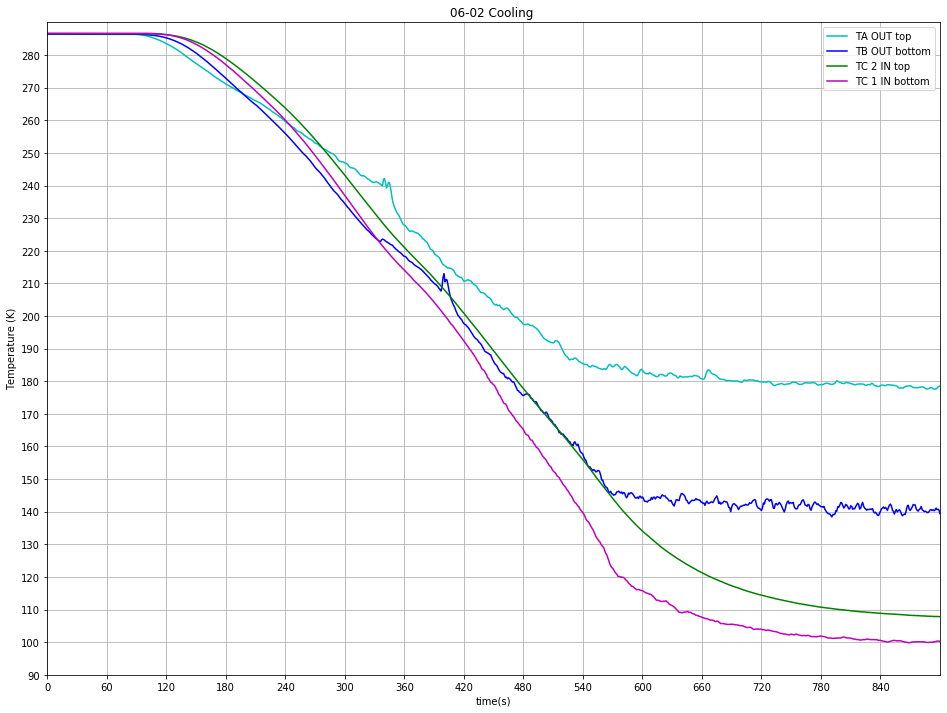 06-02 Cooling
TA OUT top
TB OUT bottom
TC 2 IN top
TC 1 IN bottom
Temperature (K)
280
270
260
250
240
230
220
210
200
190
180
170
160
150
140
130
120
110
100
90
0 60 120 180 240 300 360 420 480 540 600 660 720 780 840
time(s)